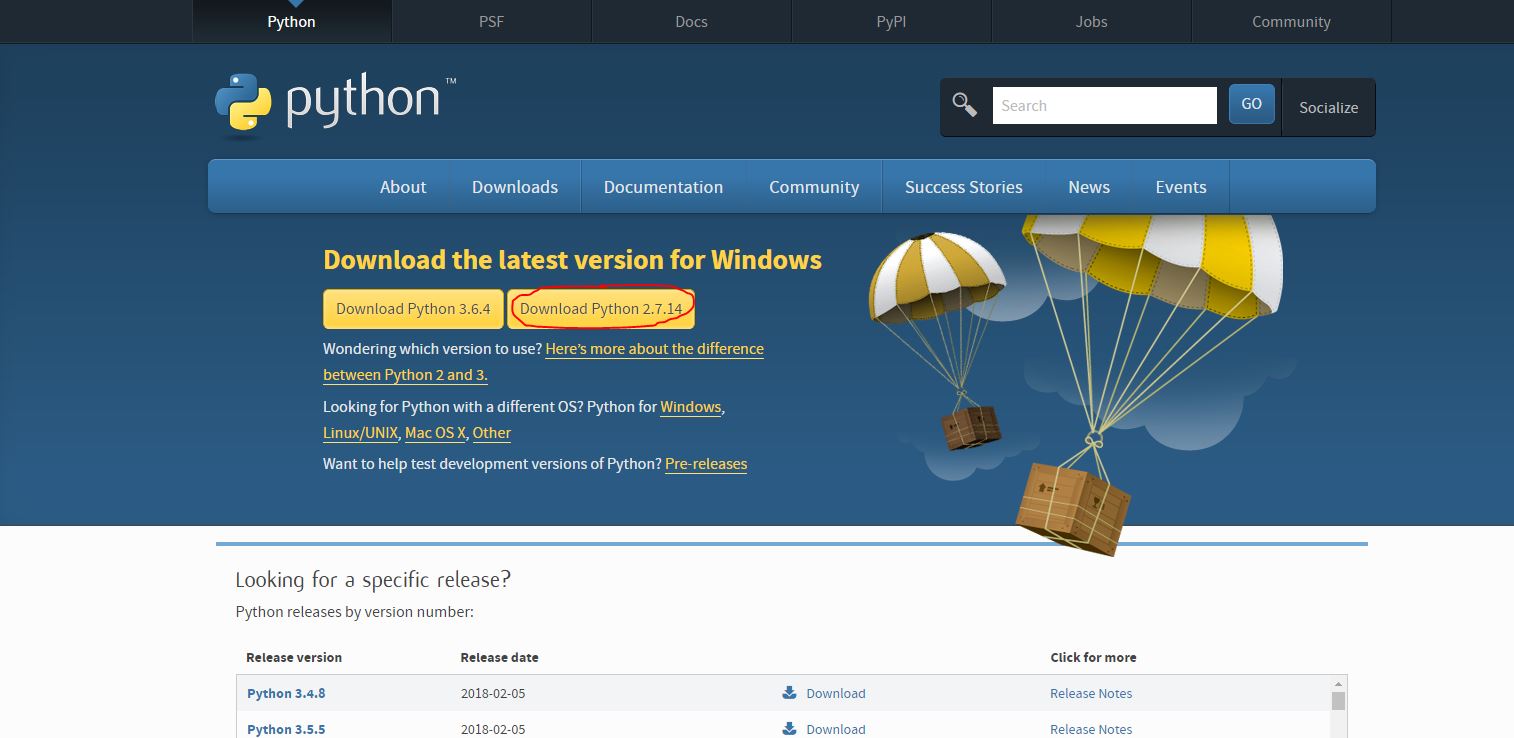 Python PSF Docs PyPI Jobs Community
python™
Search GO Socialize
About Downloads Documentation Community Success Stories News Events
Download the latest version for Windows
Download Python 3.6.4 Download Python 2.7.14
Wondering which version to use? Here’s more about the difference
between Python 2 and 3.
Looking for Python with a different OS? Python for Windows,
Linux/UNIX, Mac OS X, Other
Want to help test development versions of Python? Pre-releases
Looking for a specific release?
Python releases by version number:
Release version Release date Click for more
Python 3.4.8 2018-02-05 Download Release Notes
Python 3.5.5 2018-02-05 Download Release Notes